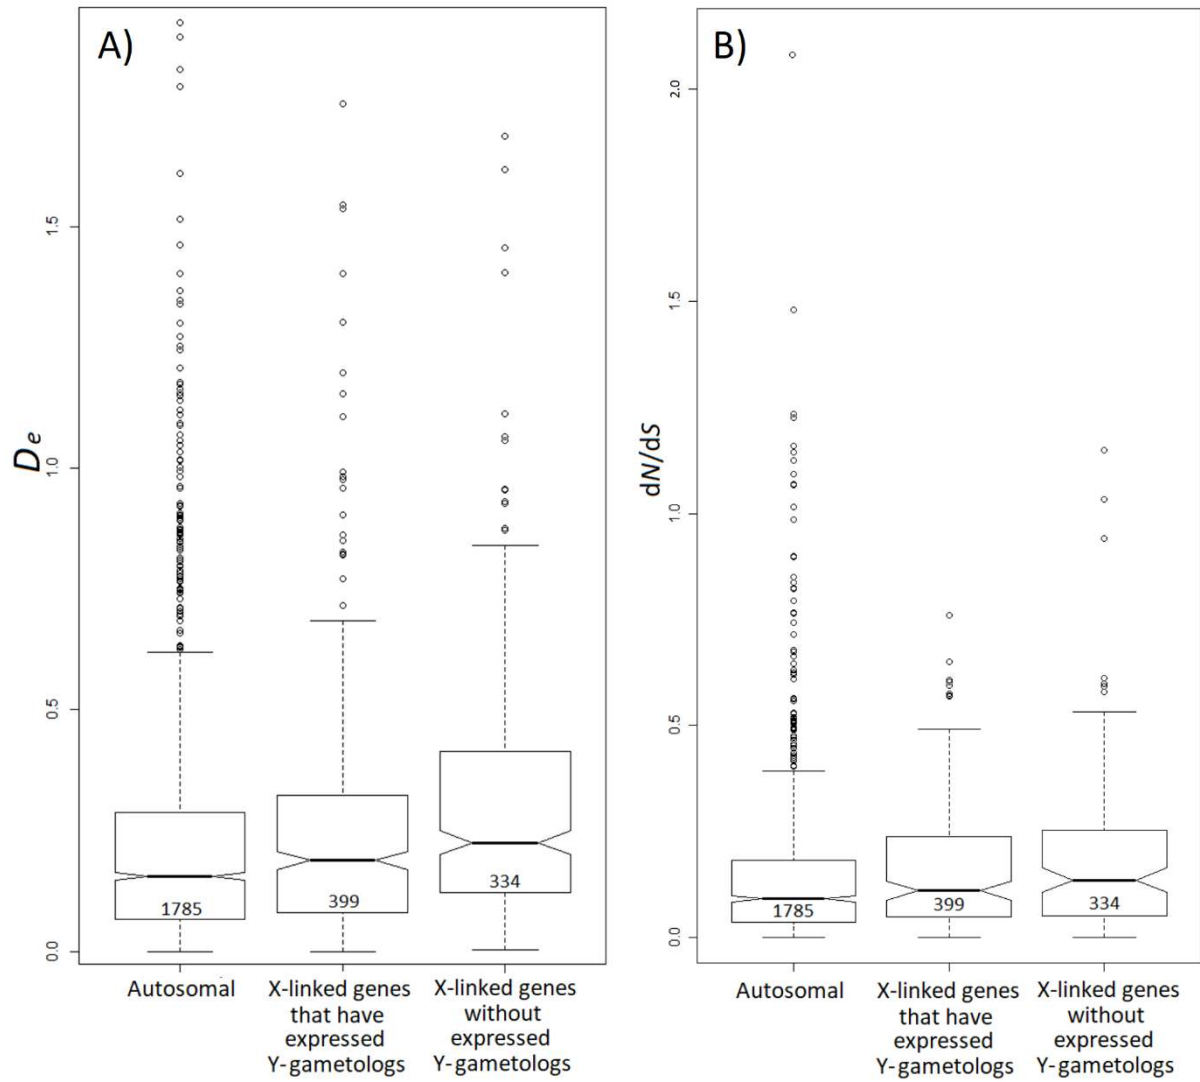 A)
De
1.5
1.0
0.5
0.0
1785
399
334
Autosomal
X-linked genes
that have
expressed
Y-gametologs
X-linked genes
without
expressed
Y-gametologs
B)
dN/dS
2.0
1.5
1.0
0.5
0.0
1785
399
334
Autosomal
X-linked genes
that have
expressed
Y-gametologs
X-linked genes
without
expressed
Y-gametologs